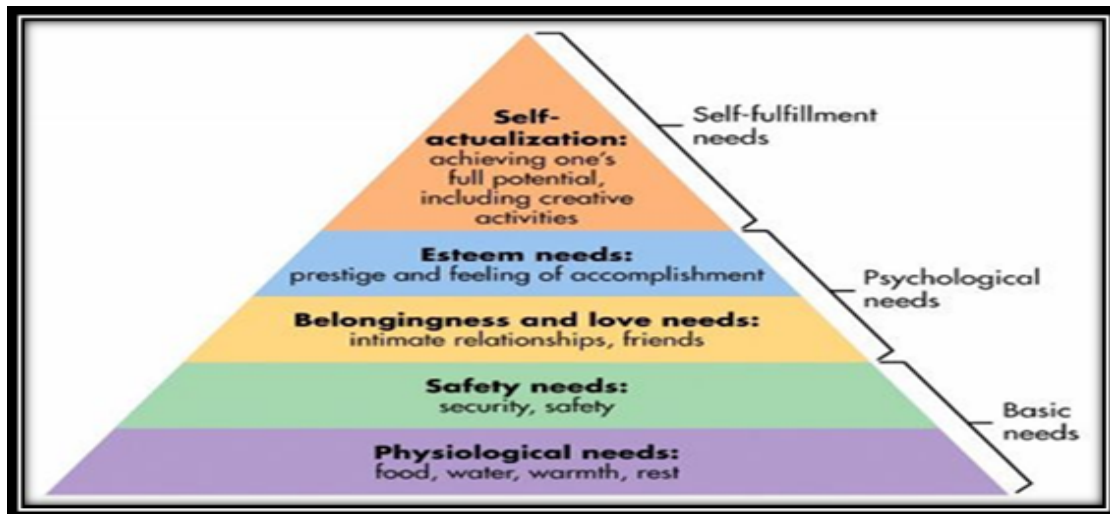 Self-
actualization:
achieving one's
full potential,
including creative
activities
Self-fulfillment
needs
Esteem needs:
prestige and feeling of accomplishment
Psychological
needs
Belongingness and love needs:
intimate relationships, friends
Safety needs:
security, safety
Basic
needs
Physiological needs:
food, water, warmth, rest